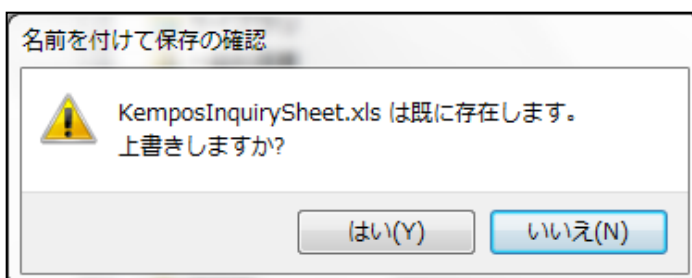 名前を付けて保存の確認
KemposInquirySheet.xls は既に存在します。
上書きしますか?
はい(Y)
いいえ(N)